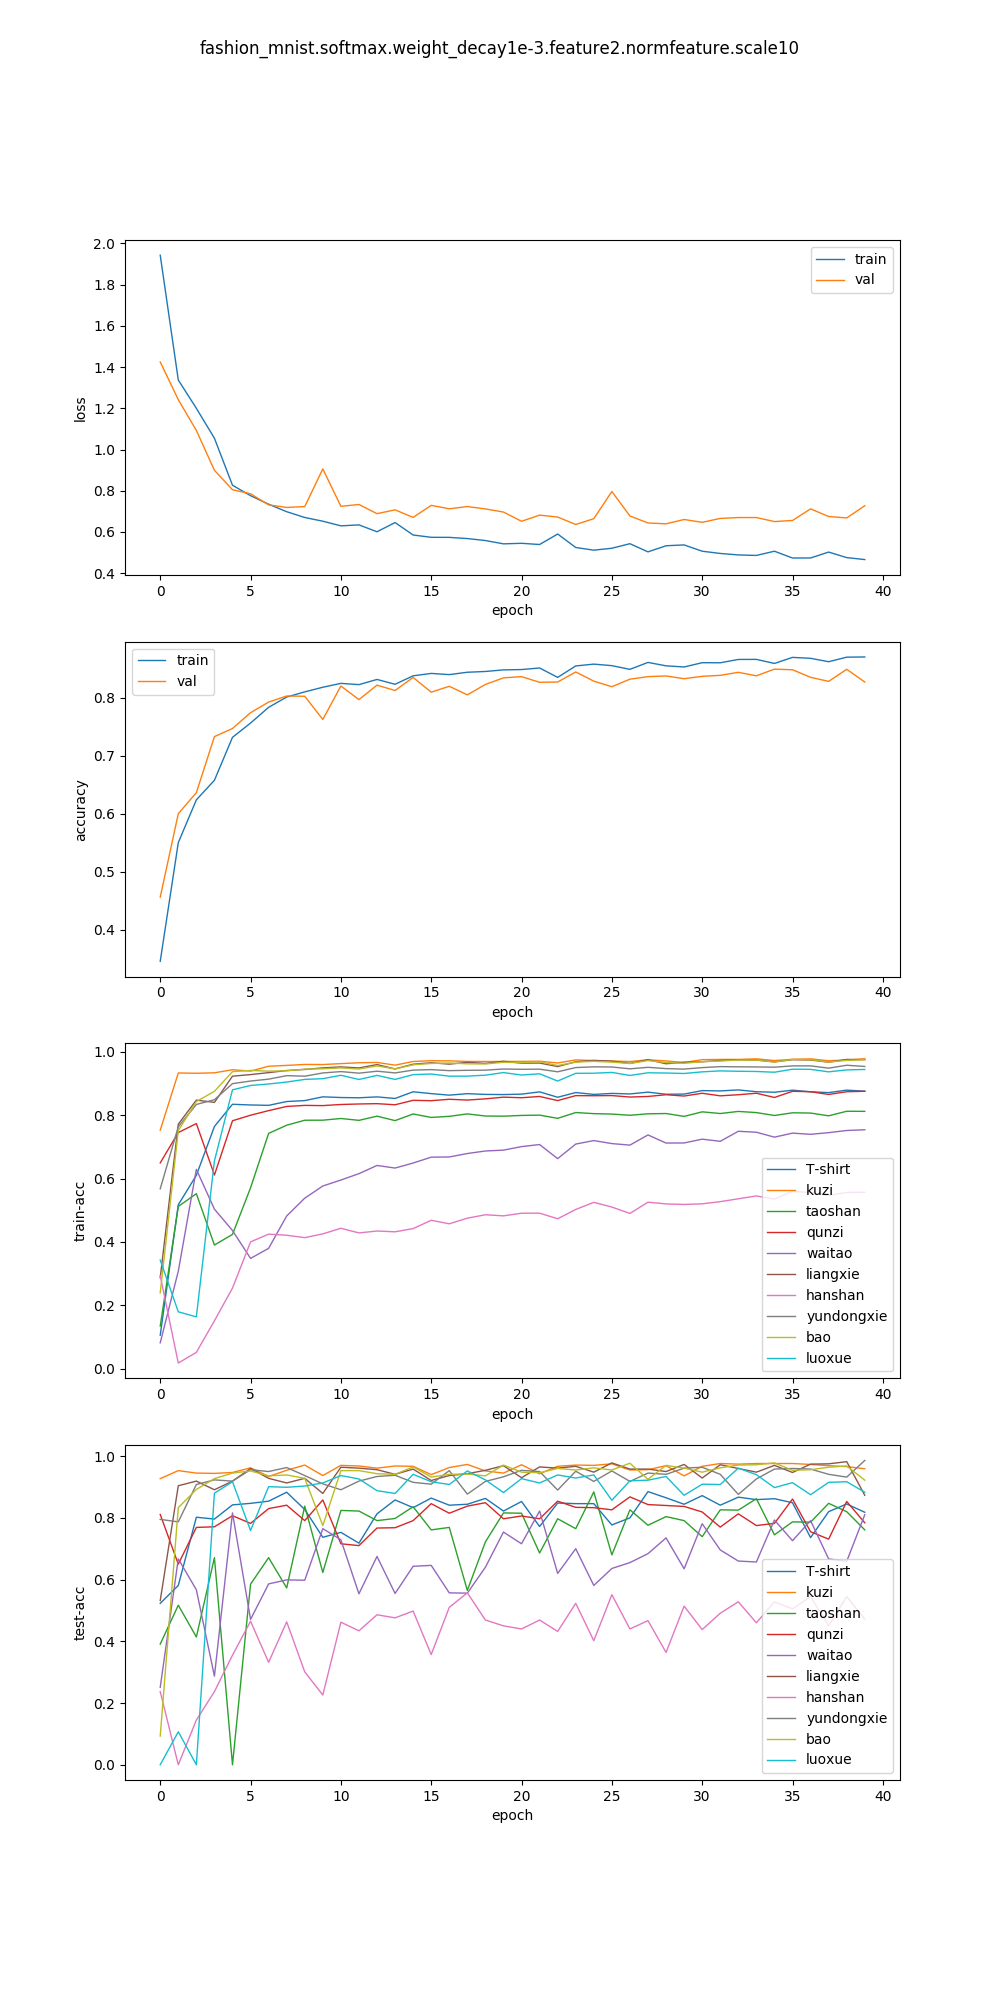 fashion_mnist.softmax.weight_decay1e-3.feature2.normfeature.scale10
2.0
1.8
1.6
1.4
1.2
1.0
0.8
0.6
0.4
loss
train
val
0 5 10 15 20 25 30 35 40
epoch
0.8
0.7
0.6
0.5
0.4
accuracy
train
val
0 5 10 15 20 25 30 35 40
epoch
1.0
0.8
0.6
0.4
0.2
0.0
train-acc
T-shirt
kuzi
taoshan
qunzi
waitao
liangxie
hanshan
yundongxie
bao
luoxue
0 5 10 15 20 25 30 35 40
epoch
1.0
0.8
0.6
0.4
0.2
0.0
test-acc
T-shirt
kuzi
taoshan
qunzi
waitao
liangxie
hanshan
yundongxie
bao
luoxue
0 5 10 15 20 25 30 35 40
epoch